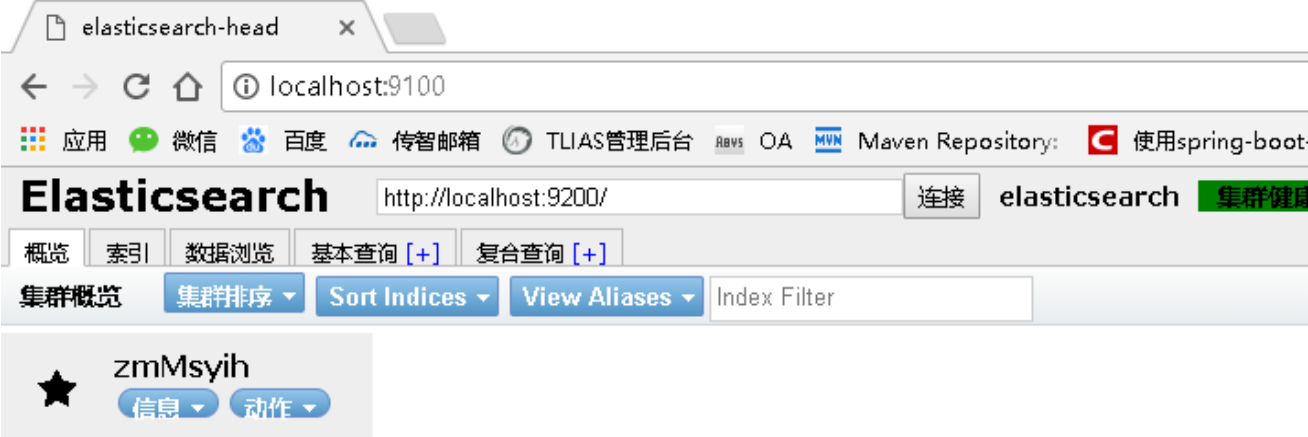 elasticsearch-head
localhost:9100
应用 微信 百度 传智邮箱 TLIAS管理后台 OA Maven Repository: 使用spring-boot-
Elasticsearch http://localhost:9200/ 连接 elasticsearch 集群健康
概览 索引 数据浏览 基本查询 [+] 复合查询 [+]
集群概览 集群排序 Sort Indices View Aliases Index Filter
zmMsyih
信息 动作